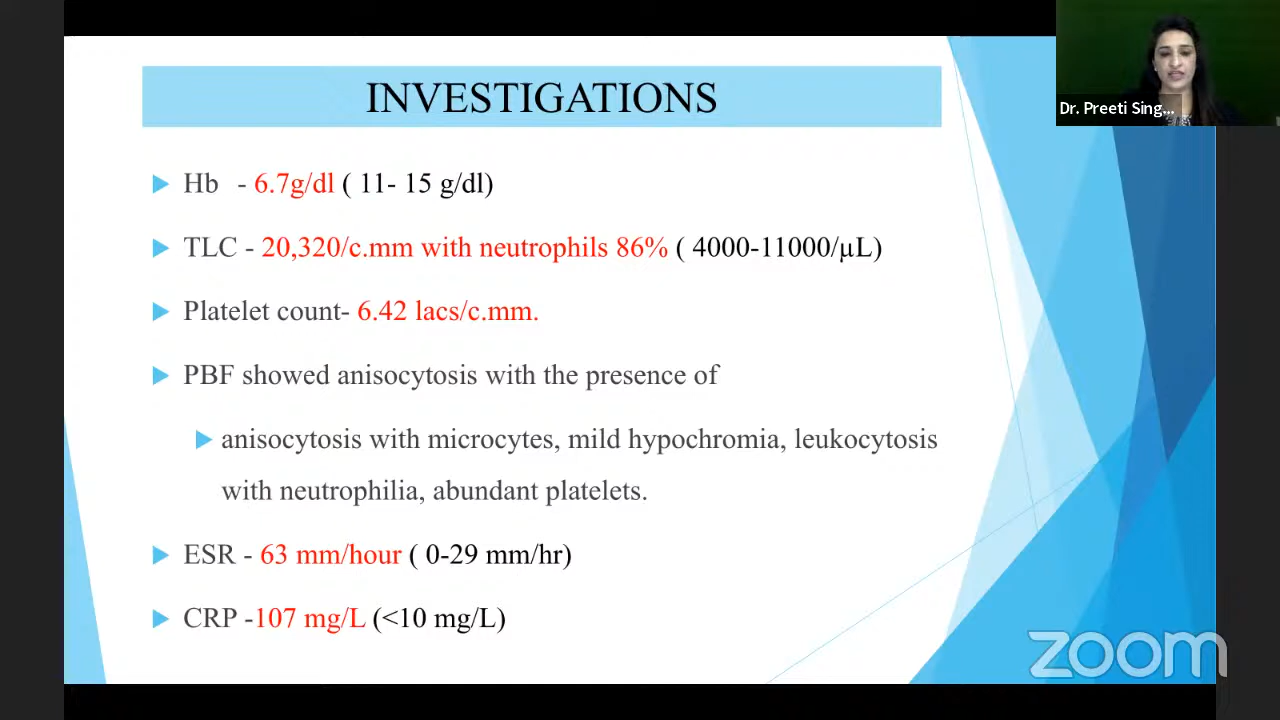 INVESTIGATIONS
Dr. Preeti Sing...
Hb - 6.7g/dl ( 11- 15 g/dl)
TLC - 20,320/c.mm with neutrophils 86% ( 4000-11000/µL)
Platelet count- 6.42 lacs/c.mm.
PBF showed anisocytosis with the presence of
anisocytosis with microcytes, mild hypochromia, leukocytosis
with neutrophilia, abundant platelets.
ESR - 63 mm/hour ( 0-29 mm/hr)
CRP -107 mg/L (<10 mg/L)
zoom